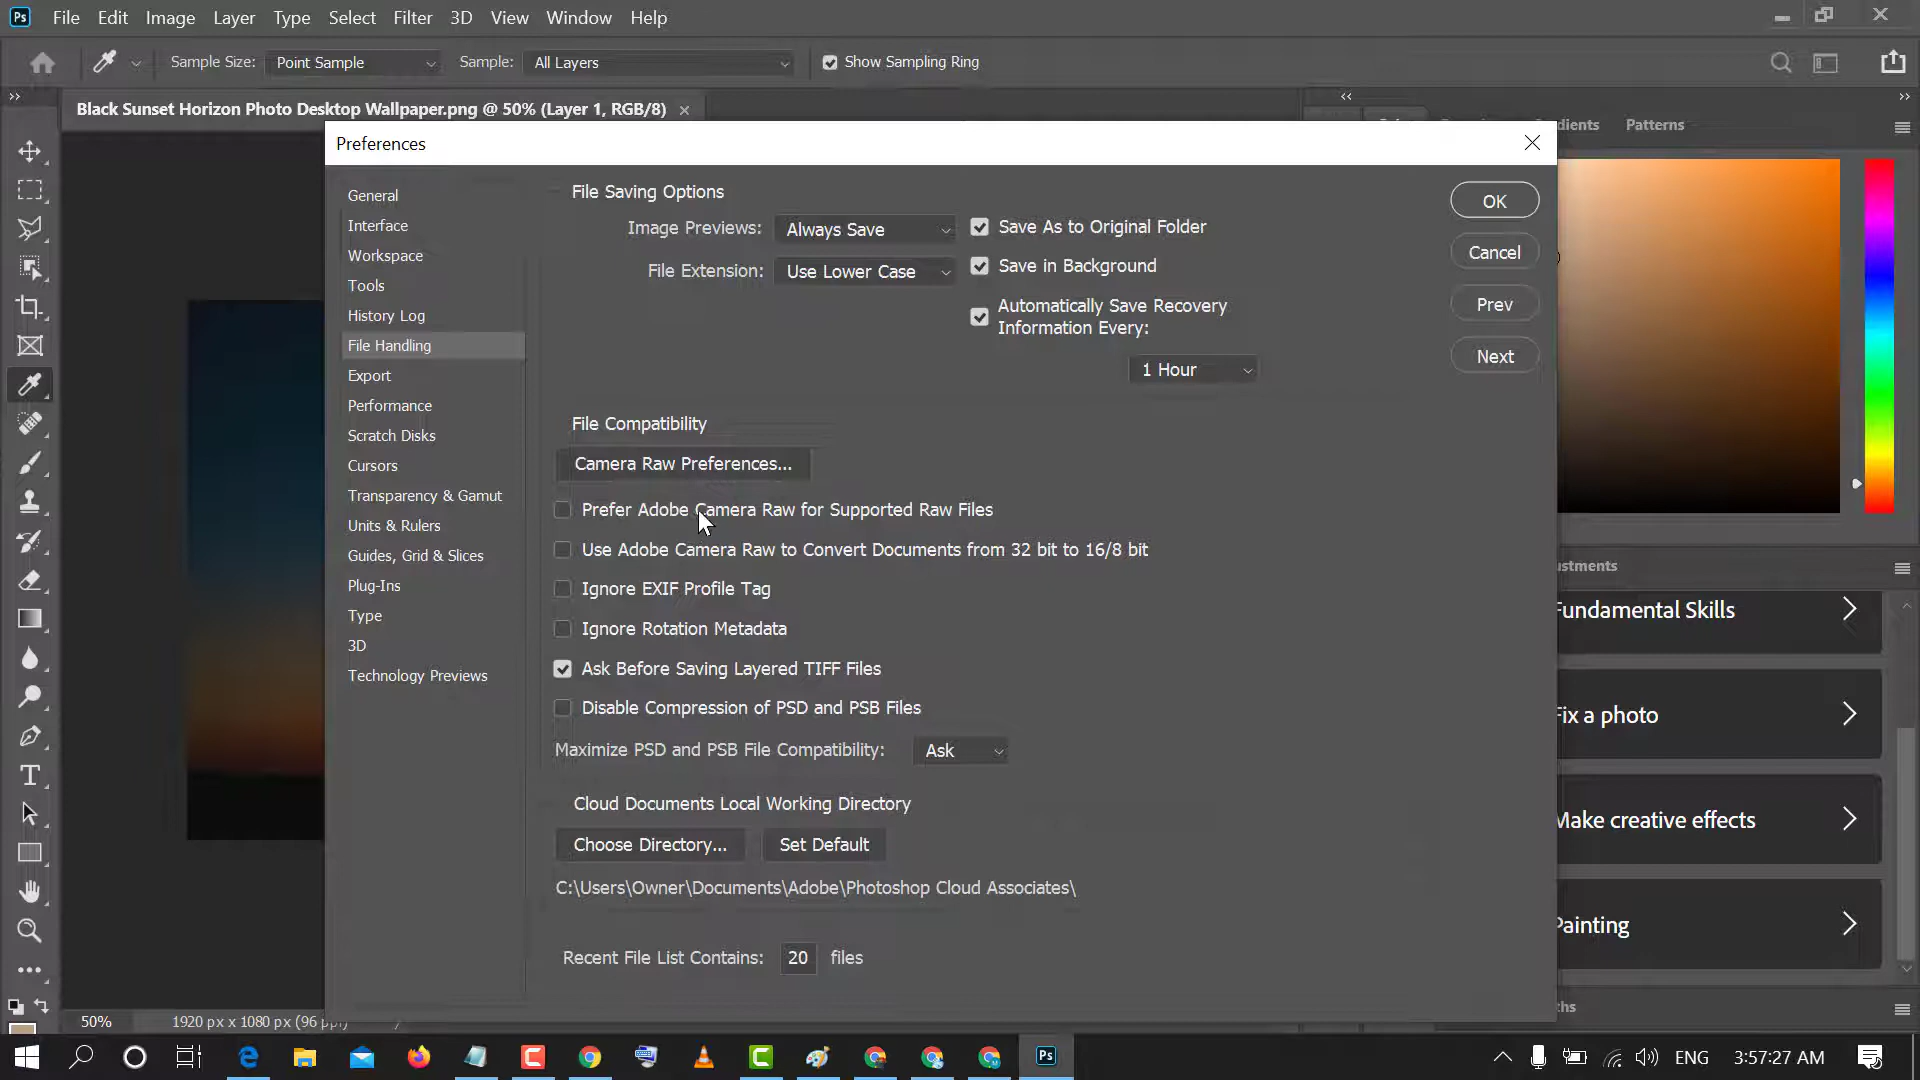 Ps File Edit Image Layer Type Select Filter 3D View Window Help
Sample Size: Point Sample Sample: All Layers Show Sampling Ring
Black Sunset Horizon Photo Desktop Wallpaper.png @ 50% (Layer 1, RGB/8)
Patterns
Preferences
General
Interface
Workspace
Tools
History Log
File Handling
Export
Performance
Scratch Disks
Cursors
Transparency & Gamut
Units & Rulers
Guides, Grid & Slices
Plug-Ins
Type
3D
Technology Previews
File Saving Options
Image Previews: Always Save
File Extension: Use Lower Case
Save As to Original Folder
Save in Background
Automatically Save Recovery
Information Every:
1 Hour
File Compatibility
Camera Raw Preferences...
Prefer Adobe Camera Raw for Supported Raw Files
Use Adobe Camera Raw to Convert Documents from 32 bit to 16/8 bit
Ignore EXIF Profile Tag
Ignore Rotation Metadata
Ask Before Saving Layered TIFF Files
Disable Compression of PSD and PSB Files
Maximize PSD and PSB File Compatibility: Ask
Cloud Documents Local Working Directory
Choose Directory... Set Default
C:\Users\Owner\Documents\Adobe\Photoshop Cloud Associates\
Recent File List Contains: 20 files
OK
Cancel
Prev
Next
Fundamental Skills
Fix a photo
Make creative effects
Painting
50% 1920 px x 1080 px (96 ppi)
ENG 3:57:27 AM